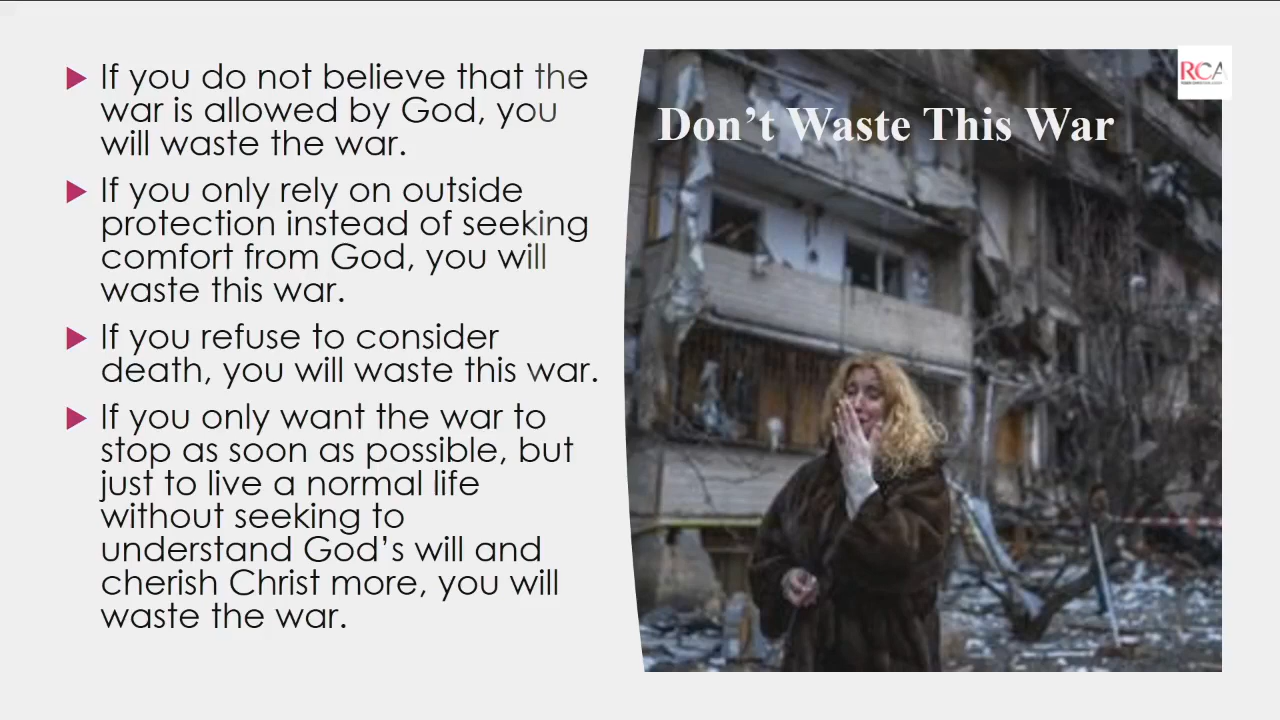 If you do not believe that the
war is allowed by God, you
will waste the war.
If you only rely on outside
protection instead of seeking
comfort from God, you will
waste this war.
If you refuse to consider
death, you will waste this war.
If you only want the war to
stop as soon as possible, but
just to live a normal life
without seeking to
understand God’s will and
cherish Christ more, you will
waste the war.
Don’t Waste This War
RCA